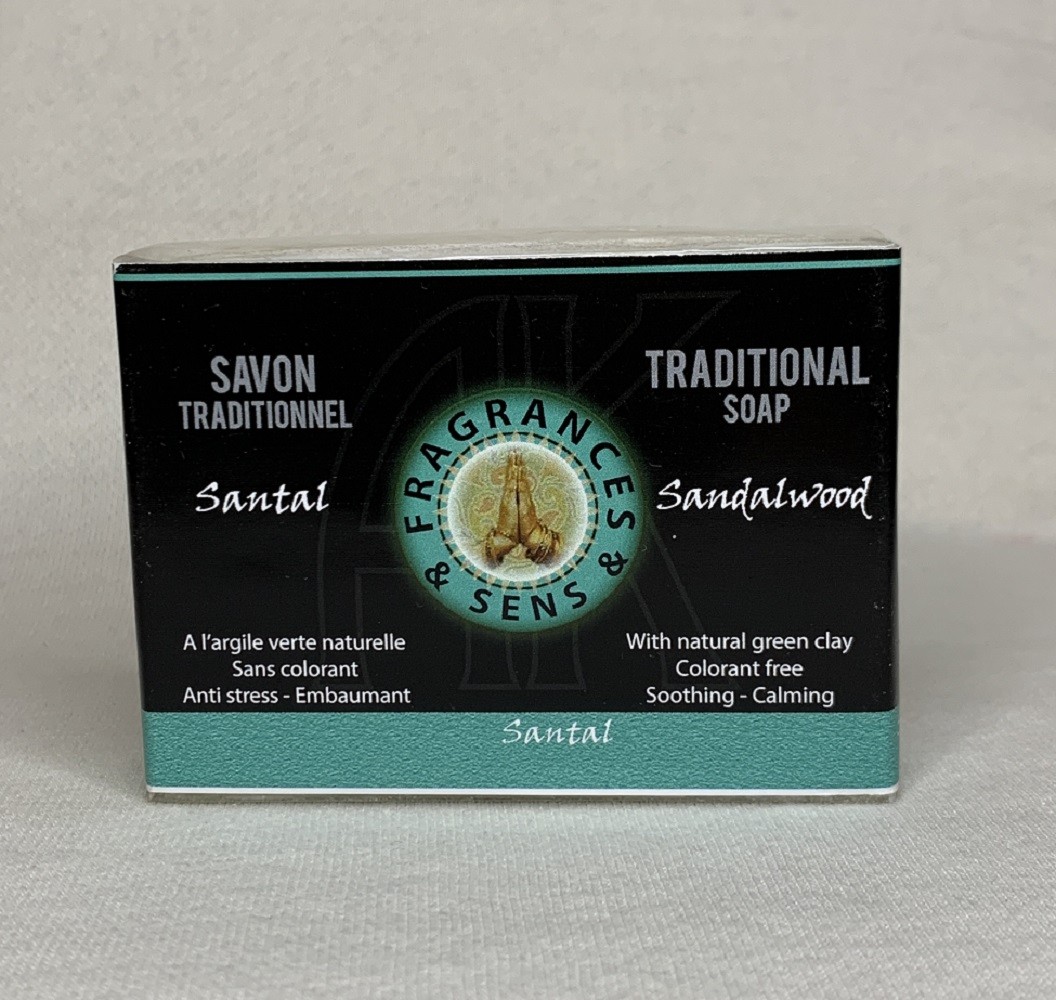 SAVON
TRADITIONNEL
Santal
A l'argile verte naturelle
Sans colorant
Anti stress - Embaumant
FRAGRANCES & SENS &
AK
TRADITIONAL
SOAP
Sandalwood
With natural green clay
Colorant free
Soothing - Calming
Santal